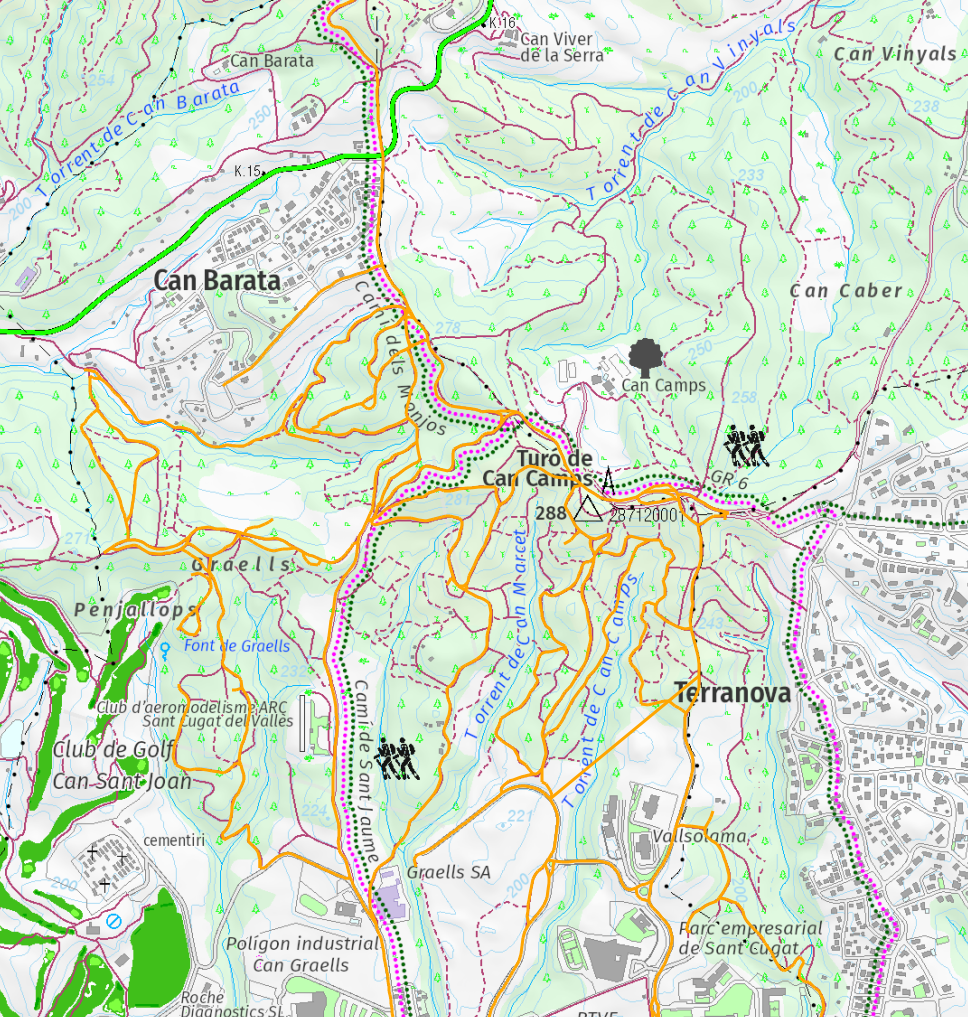 K.16
Can Viver
de la Serra
Can Vinyals
Can Barata
254
Torrent de Can Barata
Torrent de Can Vinyals
200
238
250
K.15
200
233
Can Barata
Can Caber
Camí dels Monjos
278
250
Can Camps
258
Turó de
Can Camps
GR 6
288
287120001
281
271
Graells
Penjallops
Font de Graells
Torrent de Can Marcet
Torrent de Can Camps
243
232
Terranova
Club d'aeromodelisme ARC
Sant Cugat del Vallès
Club de Golf
Can Sant Joan
Camí de Sant Jaume
224
221
cementiri
Vallsolama
Graells SA
200
200
200
Parc empresarial
de Sant Cugat
Polígon industrial
Can Graells
Roche
Diagnostics SL
RTVE